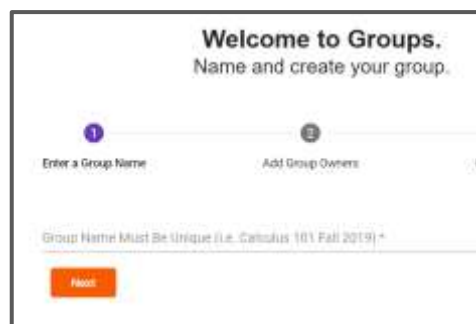 Welcome to Groups.
Name and create your group.
1
2
Enter a Group Name
Add Group Owners
Group Name Must Be Unique (i.e. Calculus 101 Fall 2019) *
Next